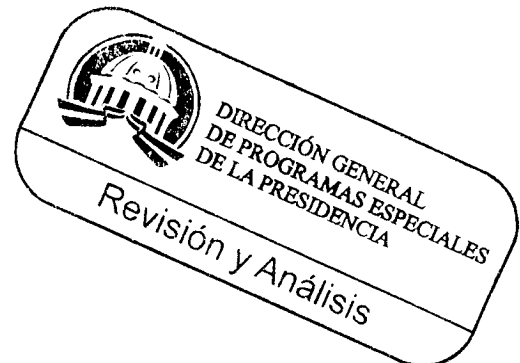 DIRECCIÓN GENERAL
DE PROGRAMAS ESPECIALES
DE LA PRESIDENCIA
Revisión y Análisis